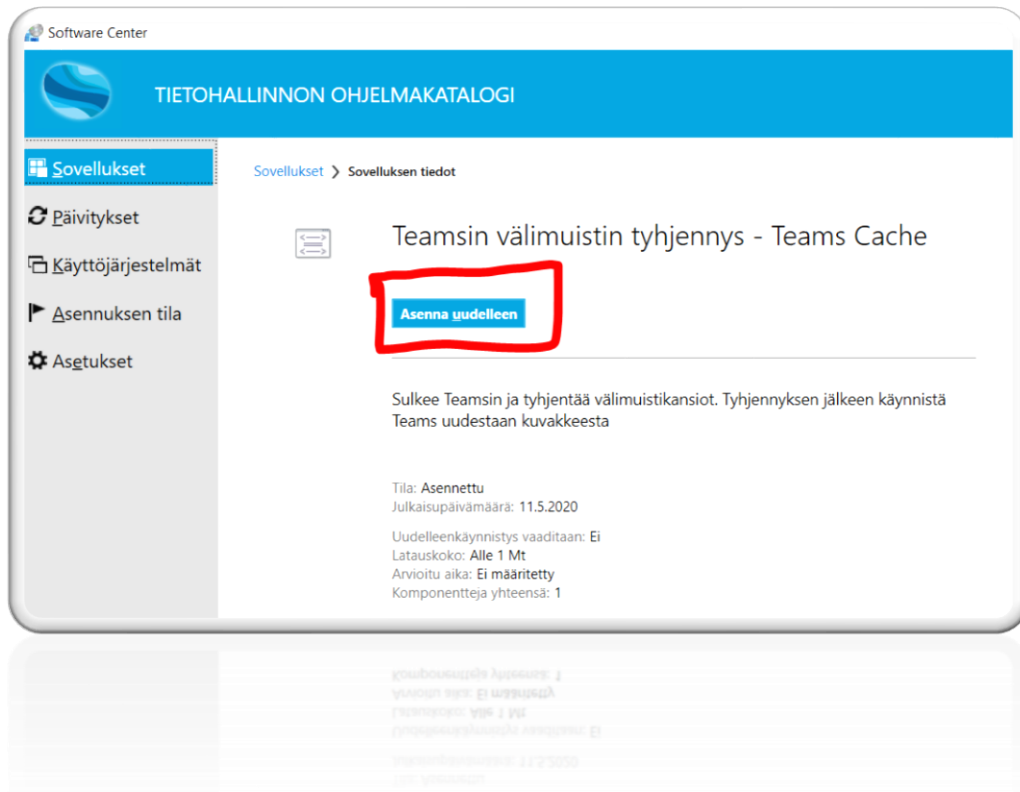 Software Center
TIETOHALLINNON OHJELMAKATALOGI
Sovellukset
Päivitykset
Käyttöjärjestelmät
Asennuksen tila
Asetukset
Sovellukset > Sovelluksen tiedot
Teamsin välimuistin tyhjennys - Teams Cache
Asenna uudelleen
Sulkee Teamsin ja tyhjentää välimuistikansiot. Tyhjennyksen jälkeen käynnistä
Teams uudestaan kuvakkeesta
Tila: Asennettu
Julkaisupäivämäärä: 11.5.2020
Uudelleenkäynnistys vaaditaan: Ei
Latauskoko: Alle 1 Mt
Arvioitu aika: Ei määritetty
Komponentteja yhteensä: 1